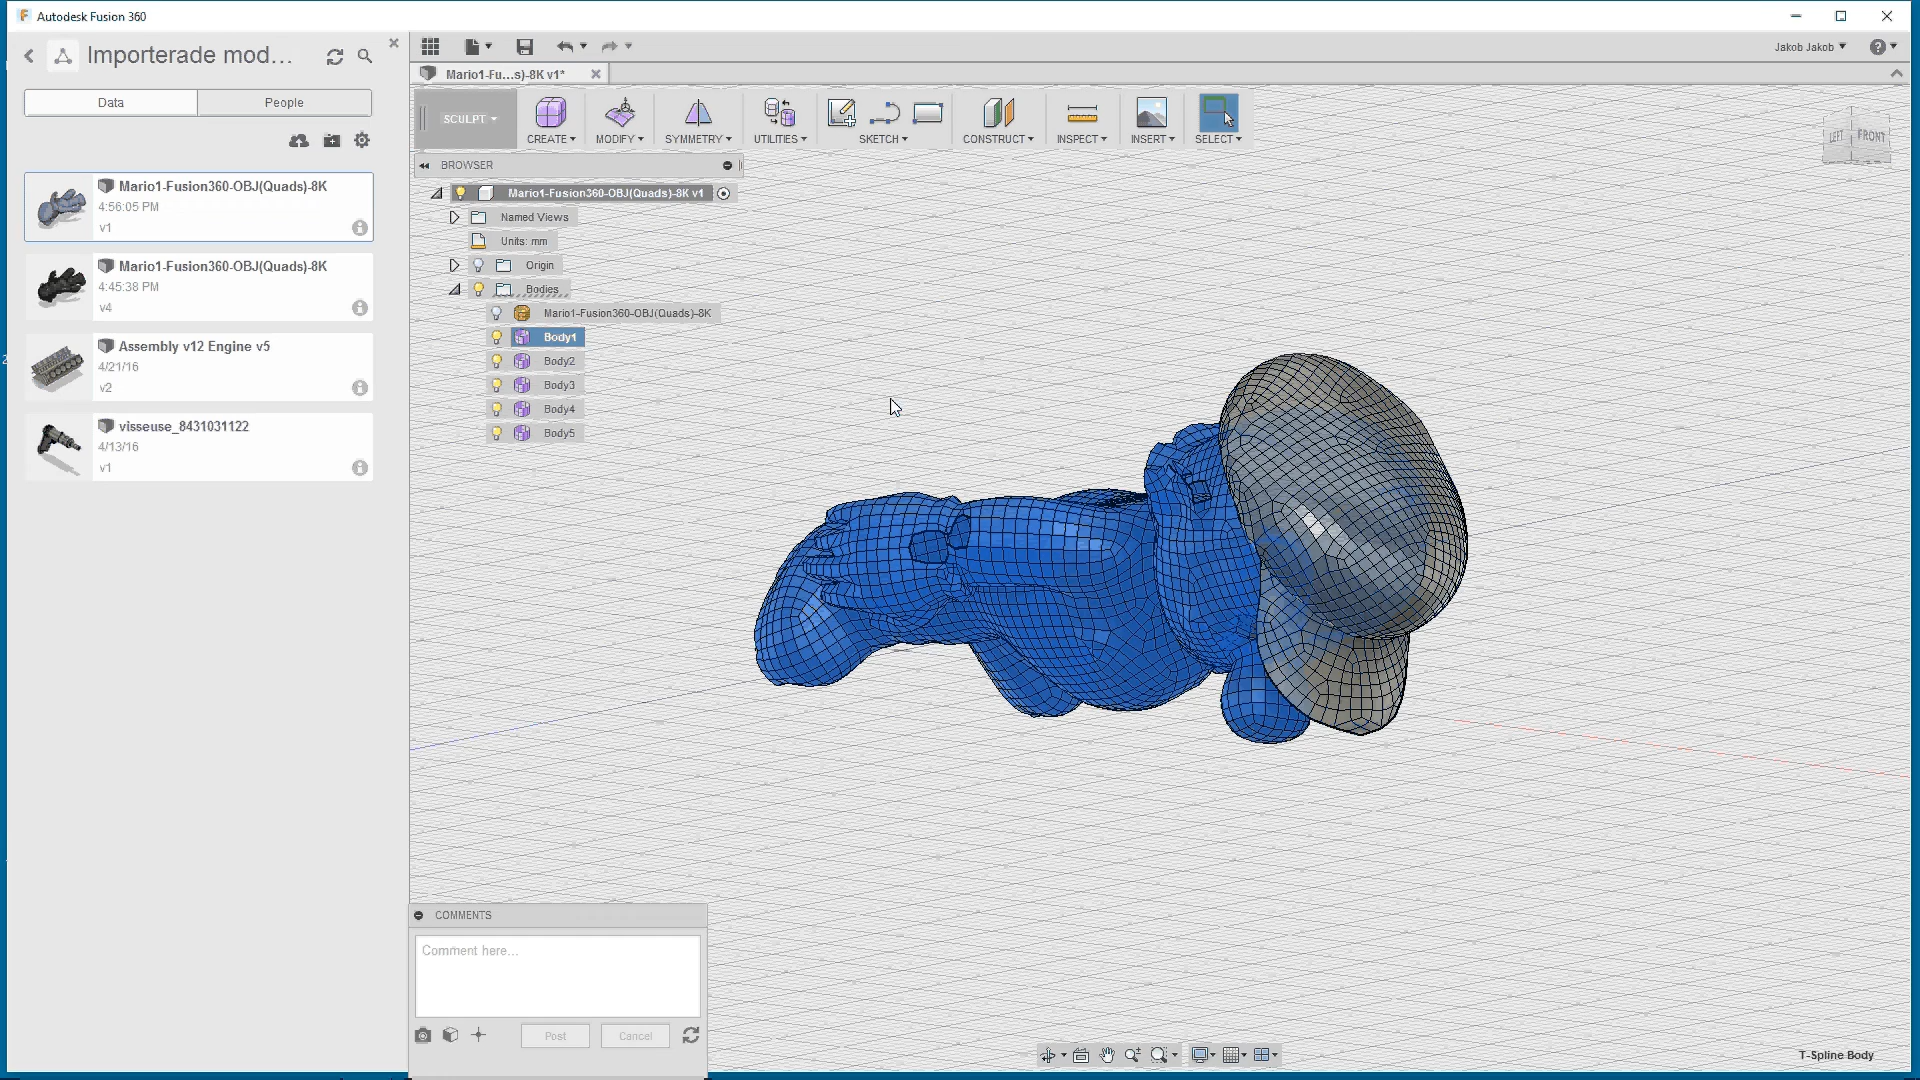 Autodesk Fusion 360
Importerade mod...
Jakob Jakob
Mario1-Fu...s)-8K v1*
Data
People
SCULPT
CREATE
MODIFY
SYMMETRY
UTILITIES
SKETCH
CONSTRUCT
INSPECT
INSERT
SELECT
LEFT
FRONT
BROWSER
Mario1-Fusion360-OBJ(Quads)-8K v1
Named Views
Units: mm
Origin
Bodies
Mario1-Fusion360-OBJ(Quads)-8K
Body1
Body2
Body3
Body4
Body5
Mario1-Fusion360-OBJ(Quads)-8K
4:56:05 PM
v1
Mario1-Fusion360-OBJ(Quads)-8K
4:45:38 PM
v4
Assembly v12 Engine v5
4/21/16
v2
visseuse_8431031122
4/13/16
v1
COMMENTS
Comment here...
Post
Cancel
T-Spline Body